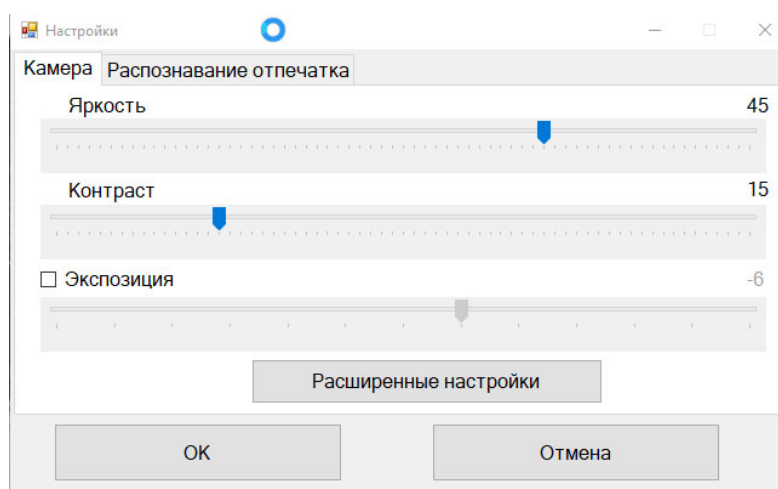 Настройки
Камера Распознавание отпечатка
Яркость 45
Контраст 15
Экспозиция -6
Расширенные настройки
OK Отмена